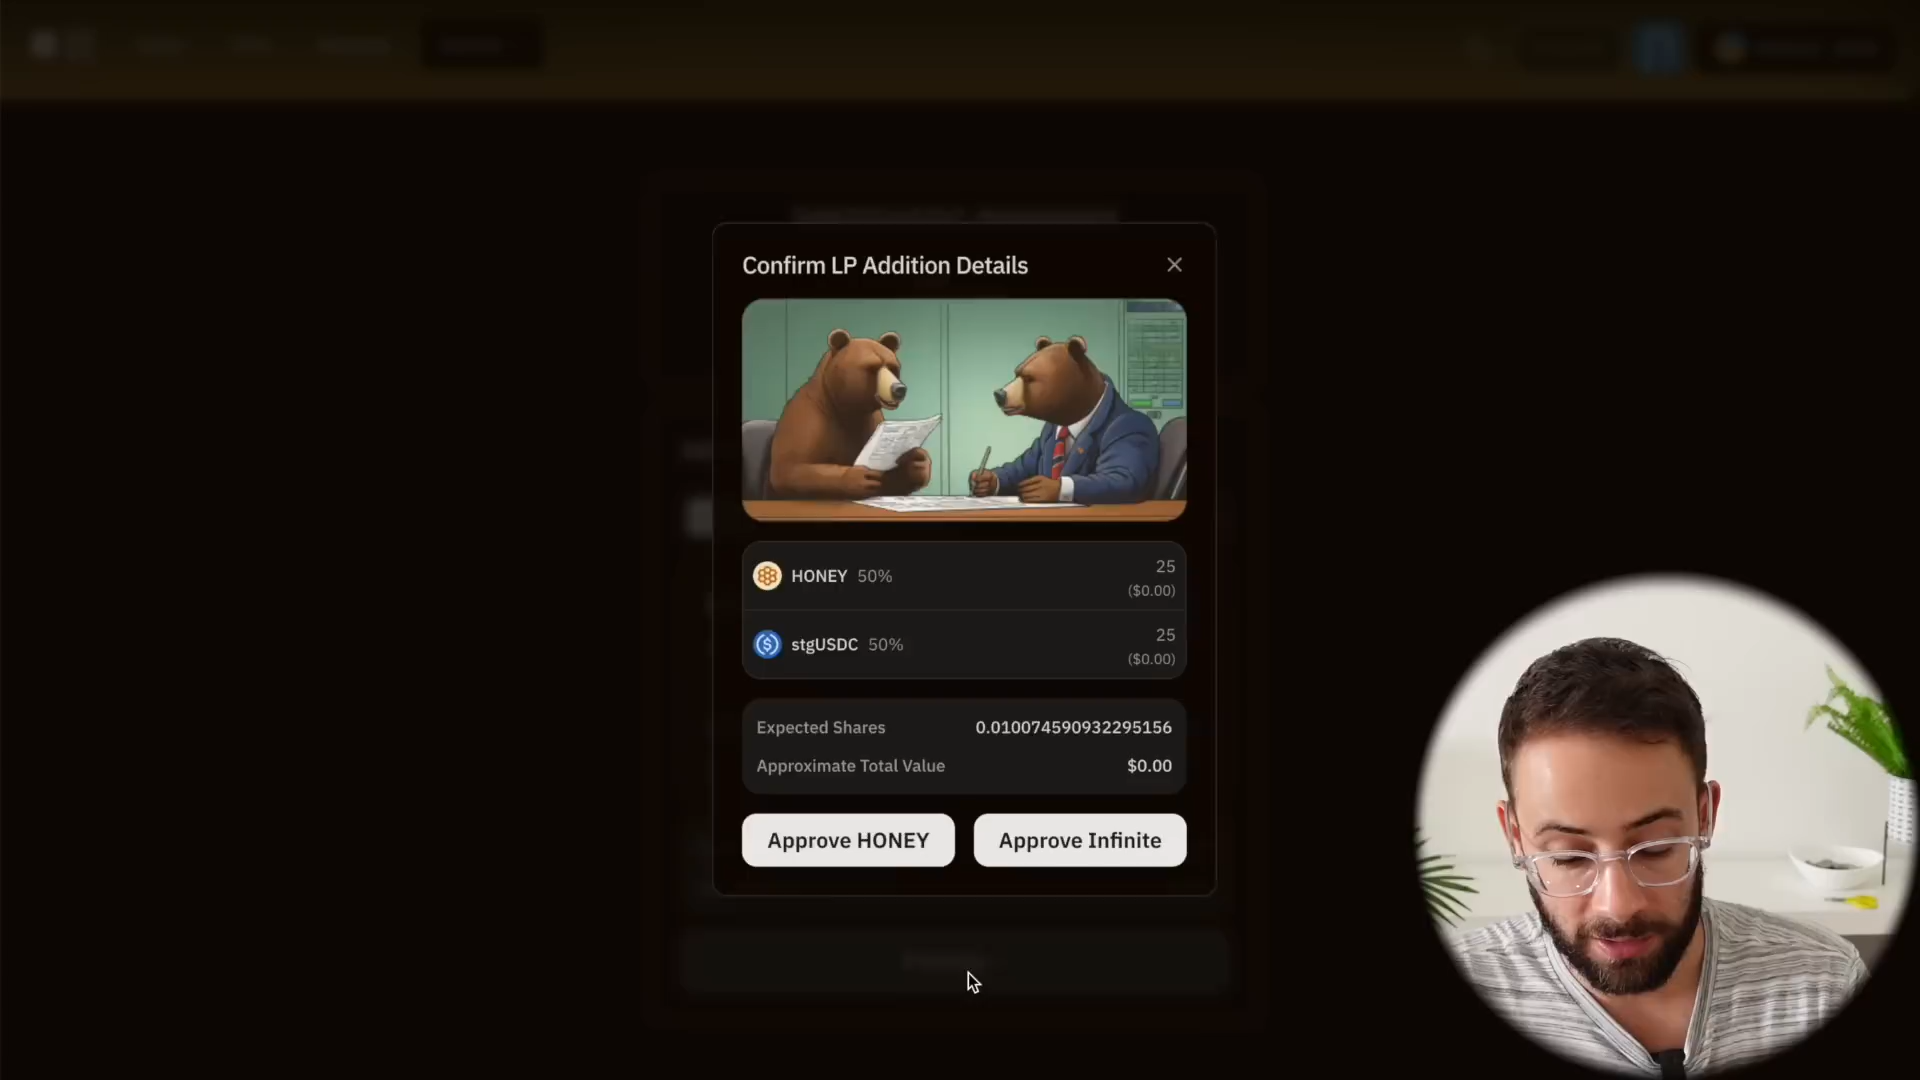 Confirm LP Addition Details
HONEY 50%
25
($0.00)
stgUSDC 50%
25
($0.00)
Expected Shares 0.010074590932295156
Approximate Total Value $0.00
Approve HONEY Approve Infinite